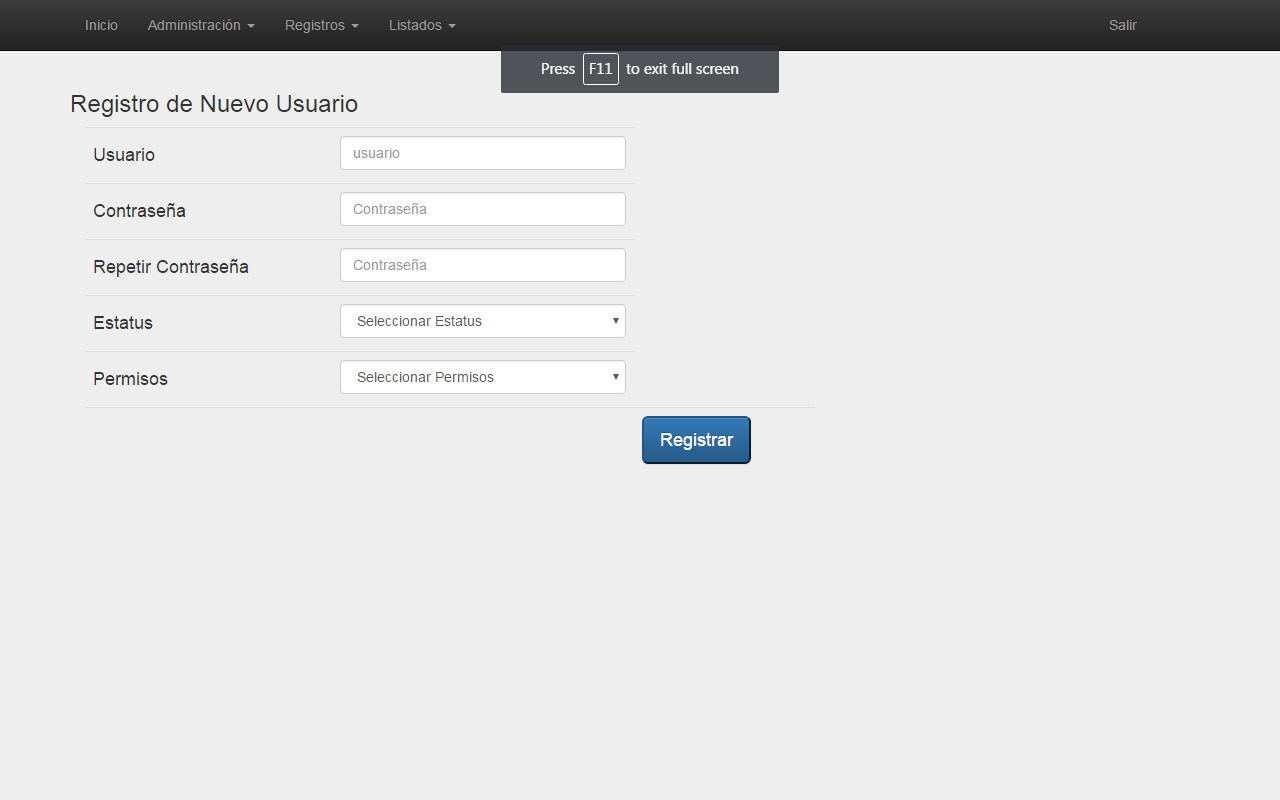 Inicio Administración Registros Listados Salir
Press F11 to exit full screen
Registro de Nuevo Usuario
Usuario usuario
Contraseña Contraseña
Repetir Contraseña Contraseña
Estatus Seleccionar Estatus
Permisos Seleccionar Permisos
Registrar